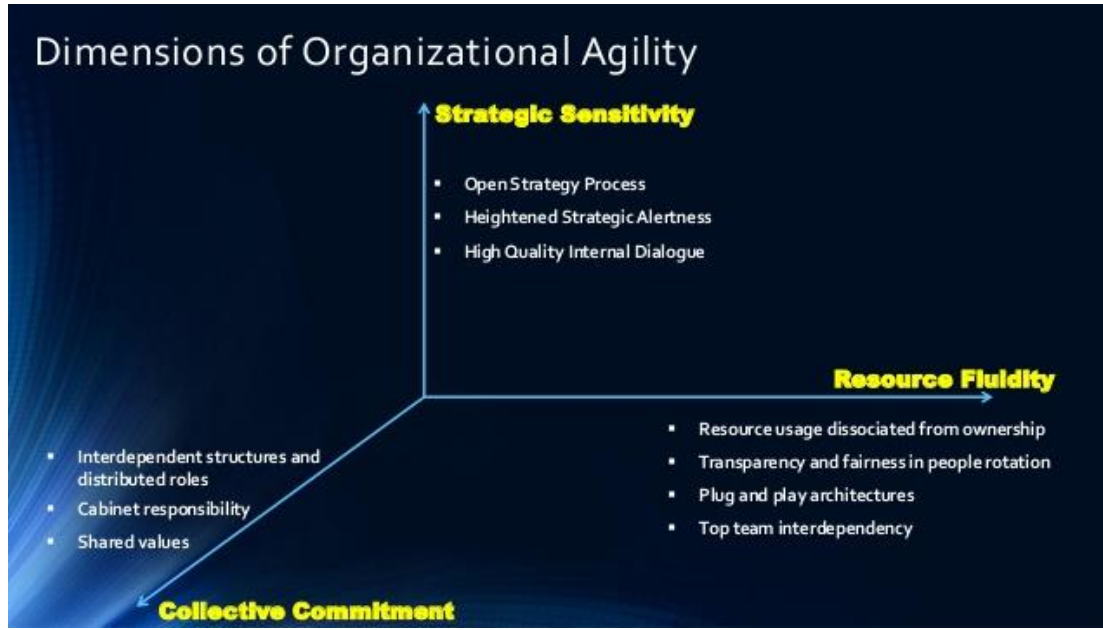 Dimensions of Organizational Agility
Strategic Sensitivity
▪ Open Strategy Process
▪ Heightened Strategic Alertness
▪ High Quality Internal Dialogue
Resource Fluidity
▪ Resource usage dissociated from ownership
▪ Transparency and fairness in people rotation
▪ Plug and play architectures
▪ Top team interdependency
▪ Interdependent structures and
distributed roles
▪ Cabinet responsibility
▪ Shared values
Collective Commitment